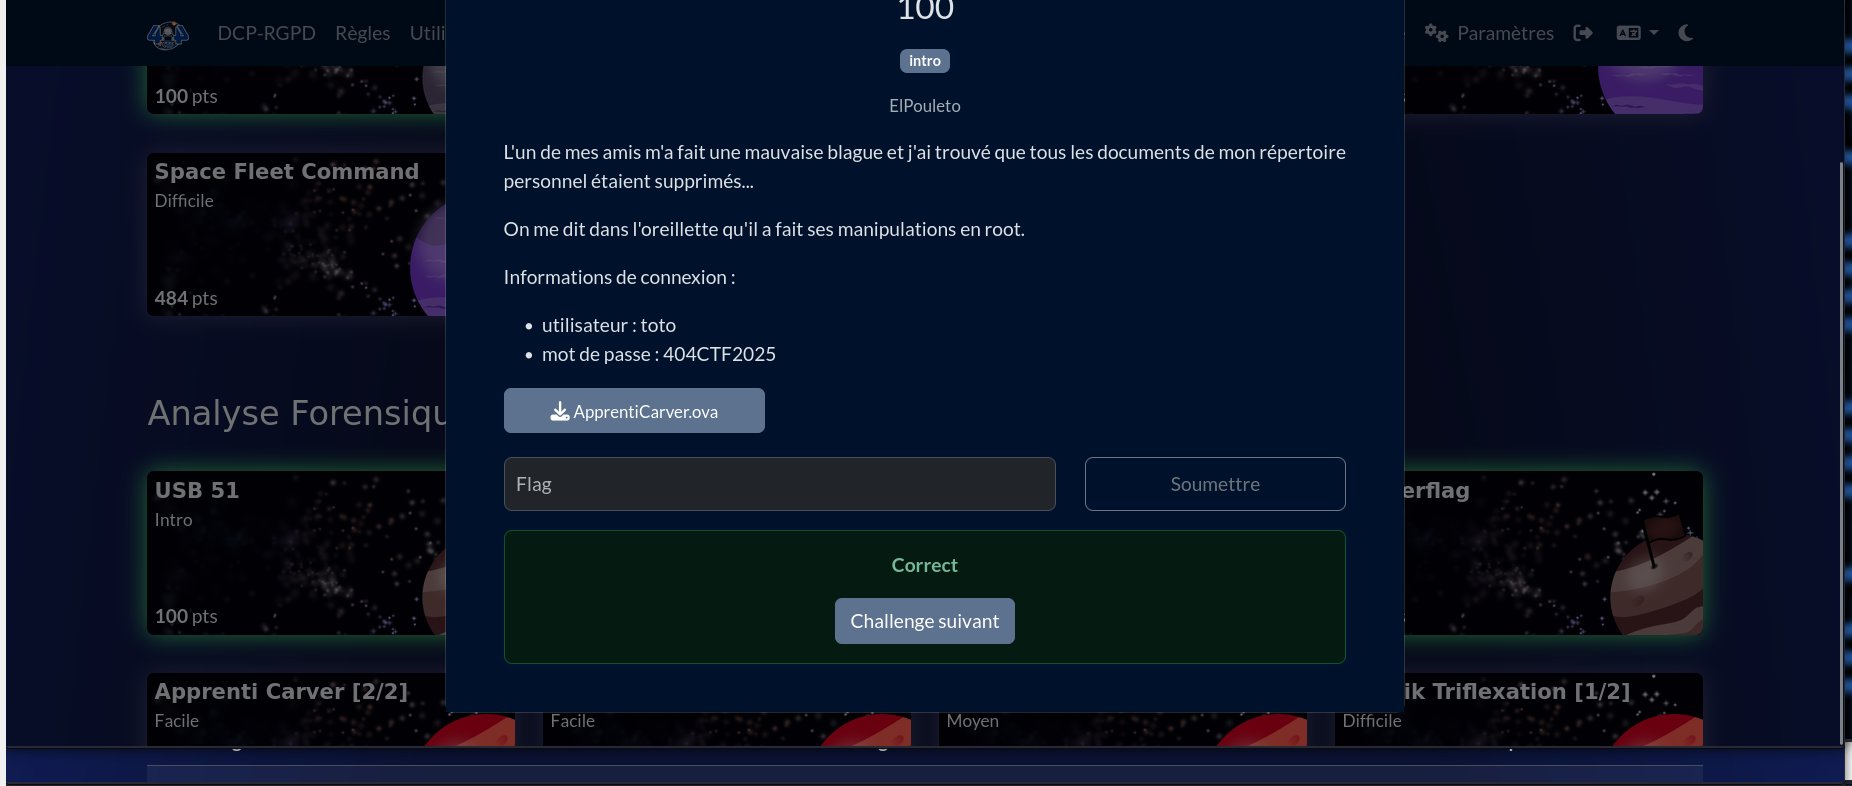 100
DCP-RGPD Règles Utili
Paramètres
intro
100 pts
ElPouleto
L'un de mes amis m'a fait une mauvaise blague et j'ai trouvé que tous les documents de mon répertoire
personnel étaient supprimés...
Space Fleet Command
Difficile
On me dit dans l'oreillette qu'il a fait ses manipulations en root.
Informations de connexion :
484 pts
• utilisateur : toto
• mot de passe : 404CTF2025
Analyse Forensiqu
ApprentiCarver.ova
Flag
Soumettre
USB 51
Intro
erflag
Correct
100 pts
Challenge suivant
Apprenti Carver [2/2]
Facile
Facile
Moyen
ik Triflexation [1/2]
Difficile